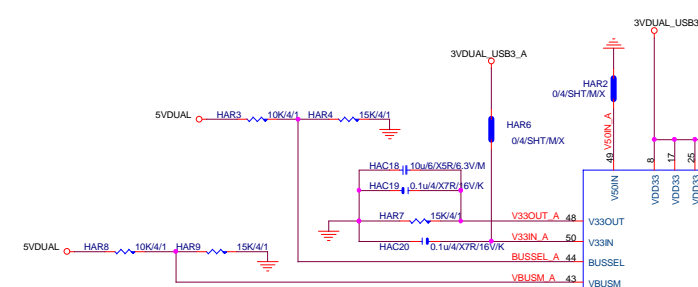 3VDUAL_USB3
3VDUAL_USB3_A
HAR2
0/4/SHT/M/X
5VDUAL
HAR3
10K/4/1
HAR4
15K/4/1
HAR6
0/4/SHT/M/X
V50IN_A
49
8
17
25
V50IN
VDD33
VDD33
VDD33
HAC18
10u/6/X5R/6.3V/M
HAC19
0.1u/4/X7R/16V/K
HAR7
15K/4/1
V33OUT_A
48
V33OUT
HAC20
0.1u/4/X7R/16V/K
V33IN_A
50
V33IN
5VDUAL
HAR8
10K/4/1
HAR9
15K/4/1
BUSSEL_A
44
BUSSEL
VBUSM_A
43
VBUSM